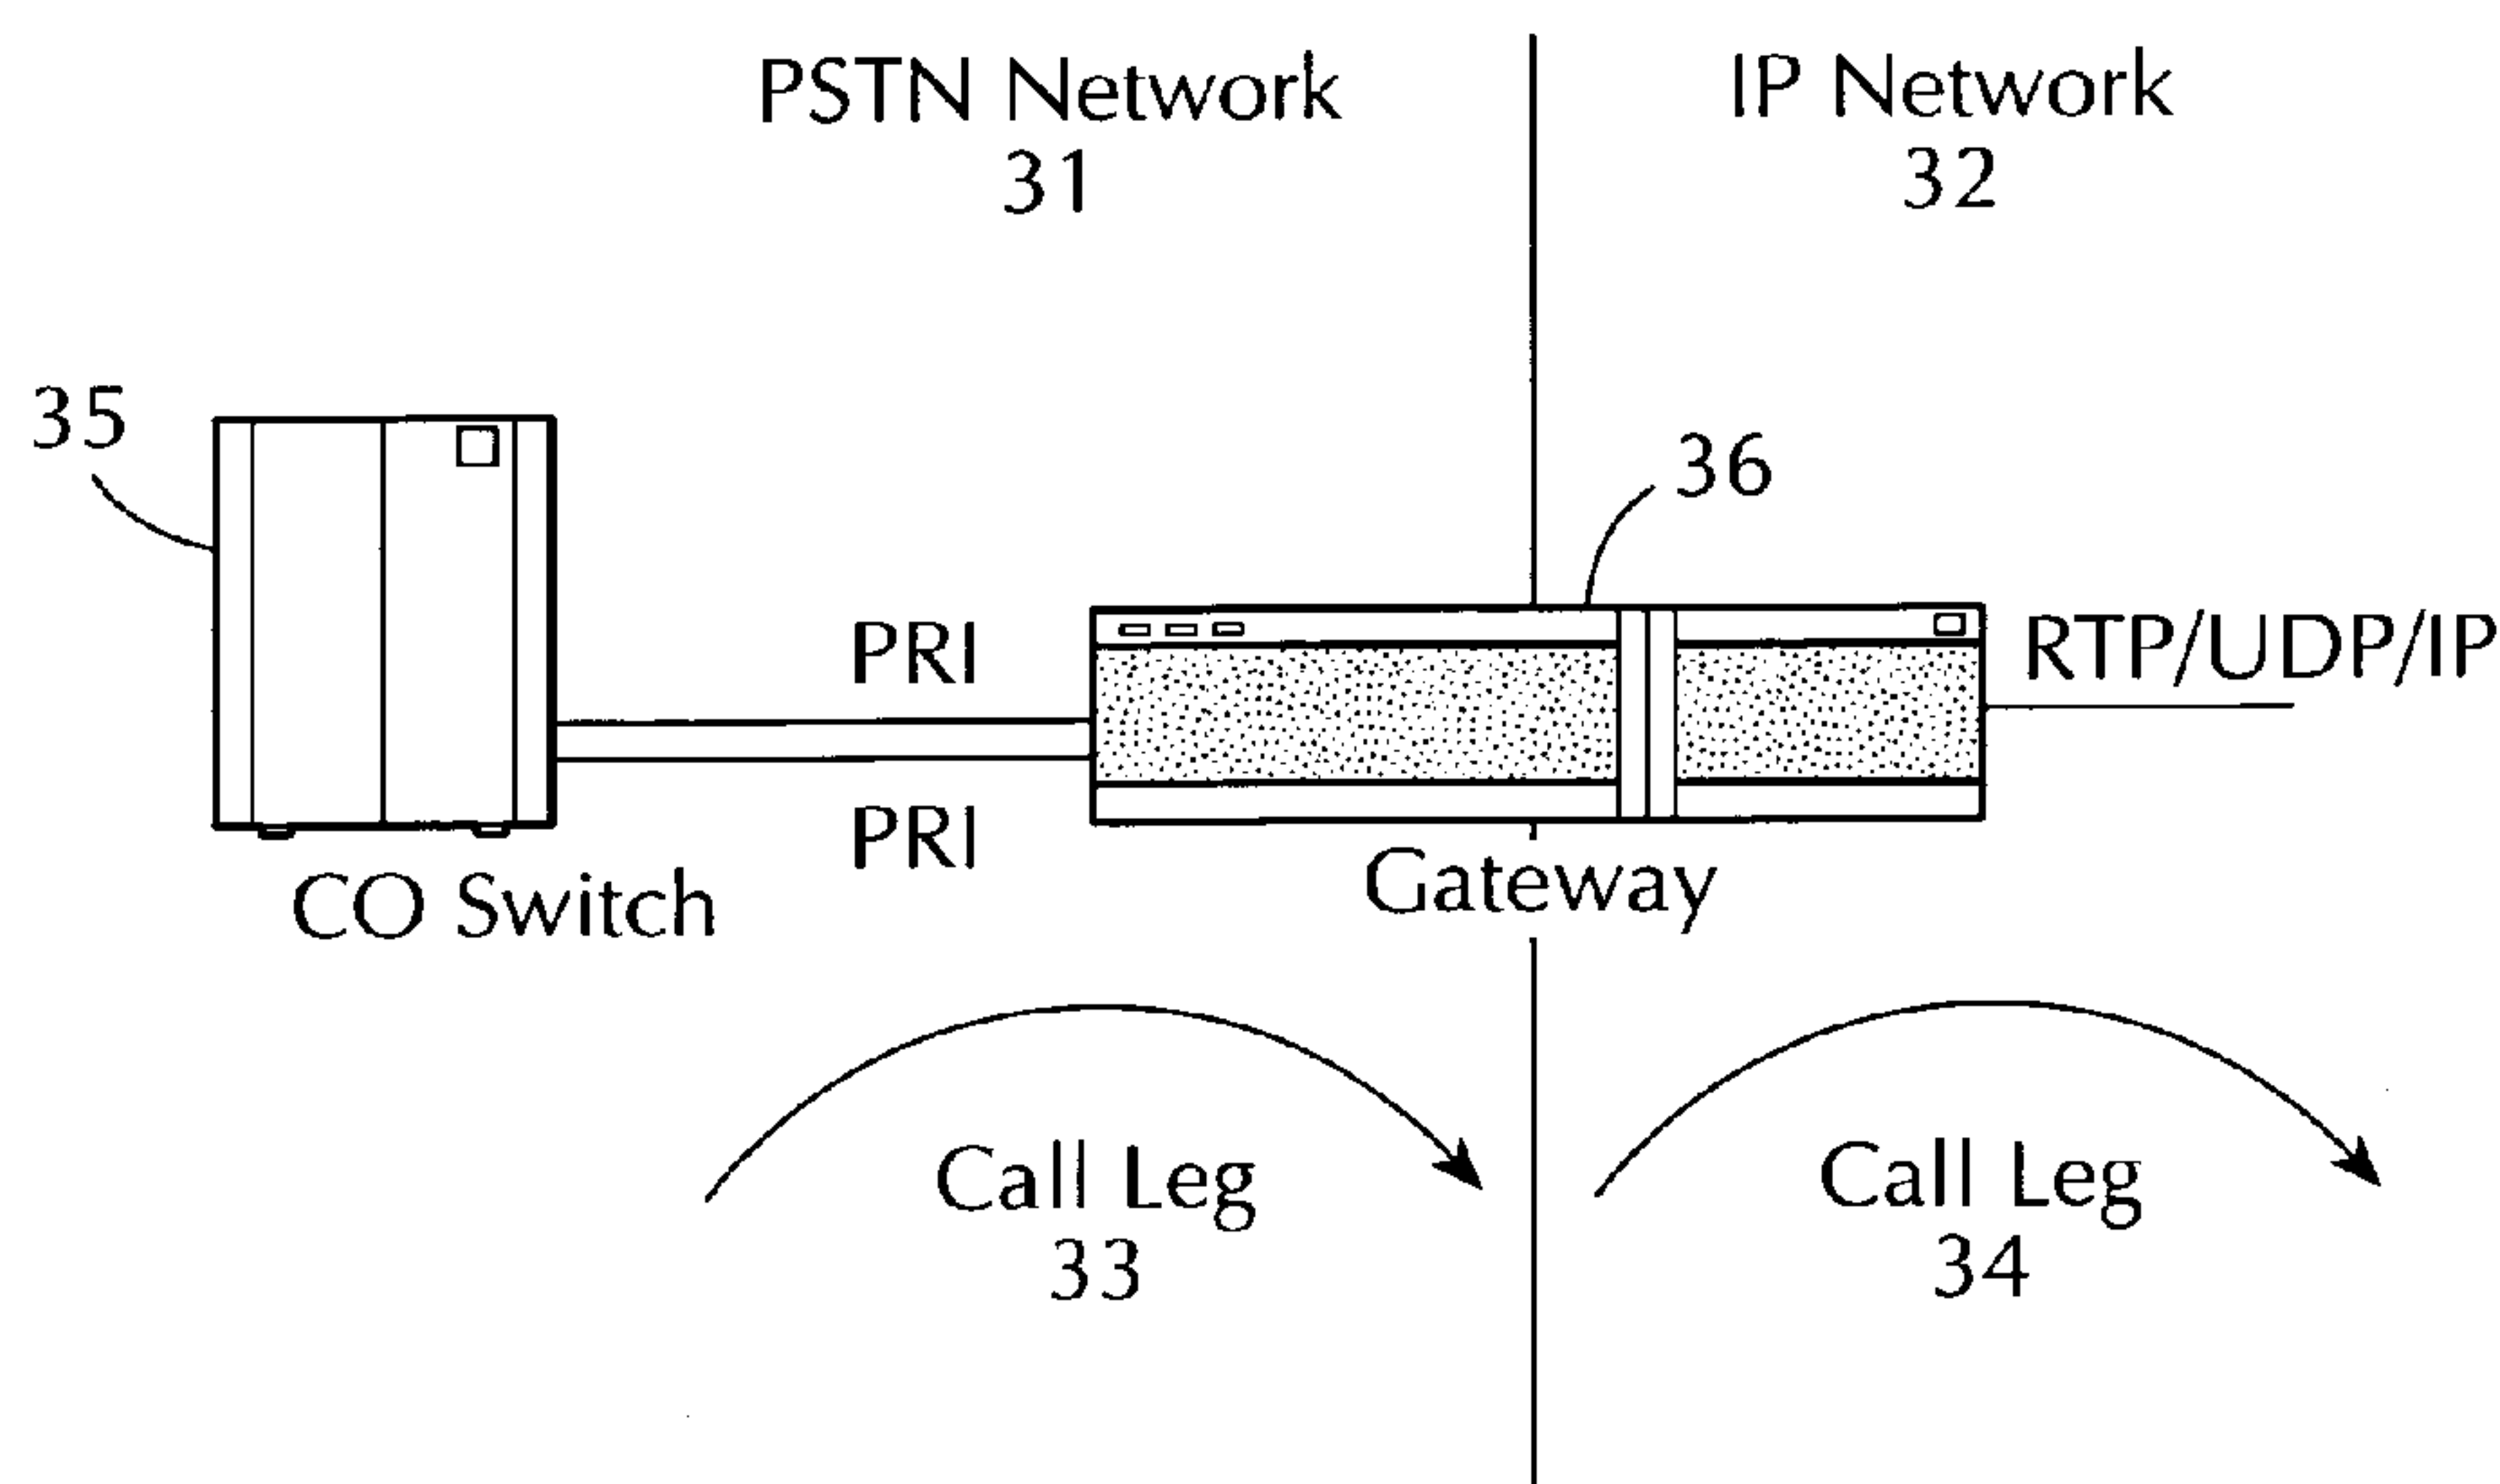 PSTN Network
31
IP Network
32
35
36
PRI
RTP/UDP/IP
PRI
CO Switch
Gateway
Call Leg
33
Call Leg
34